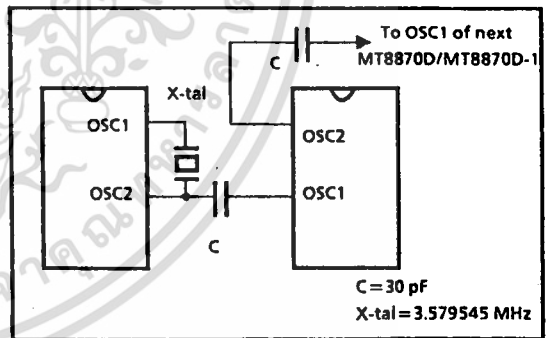 To OSC1 of next
MT8870D/MT8870D-1
C
X-tal
OSC1
OSC2
OSC2
OSC1
C
C=30 pF
X-tal=3.579545 MHz